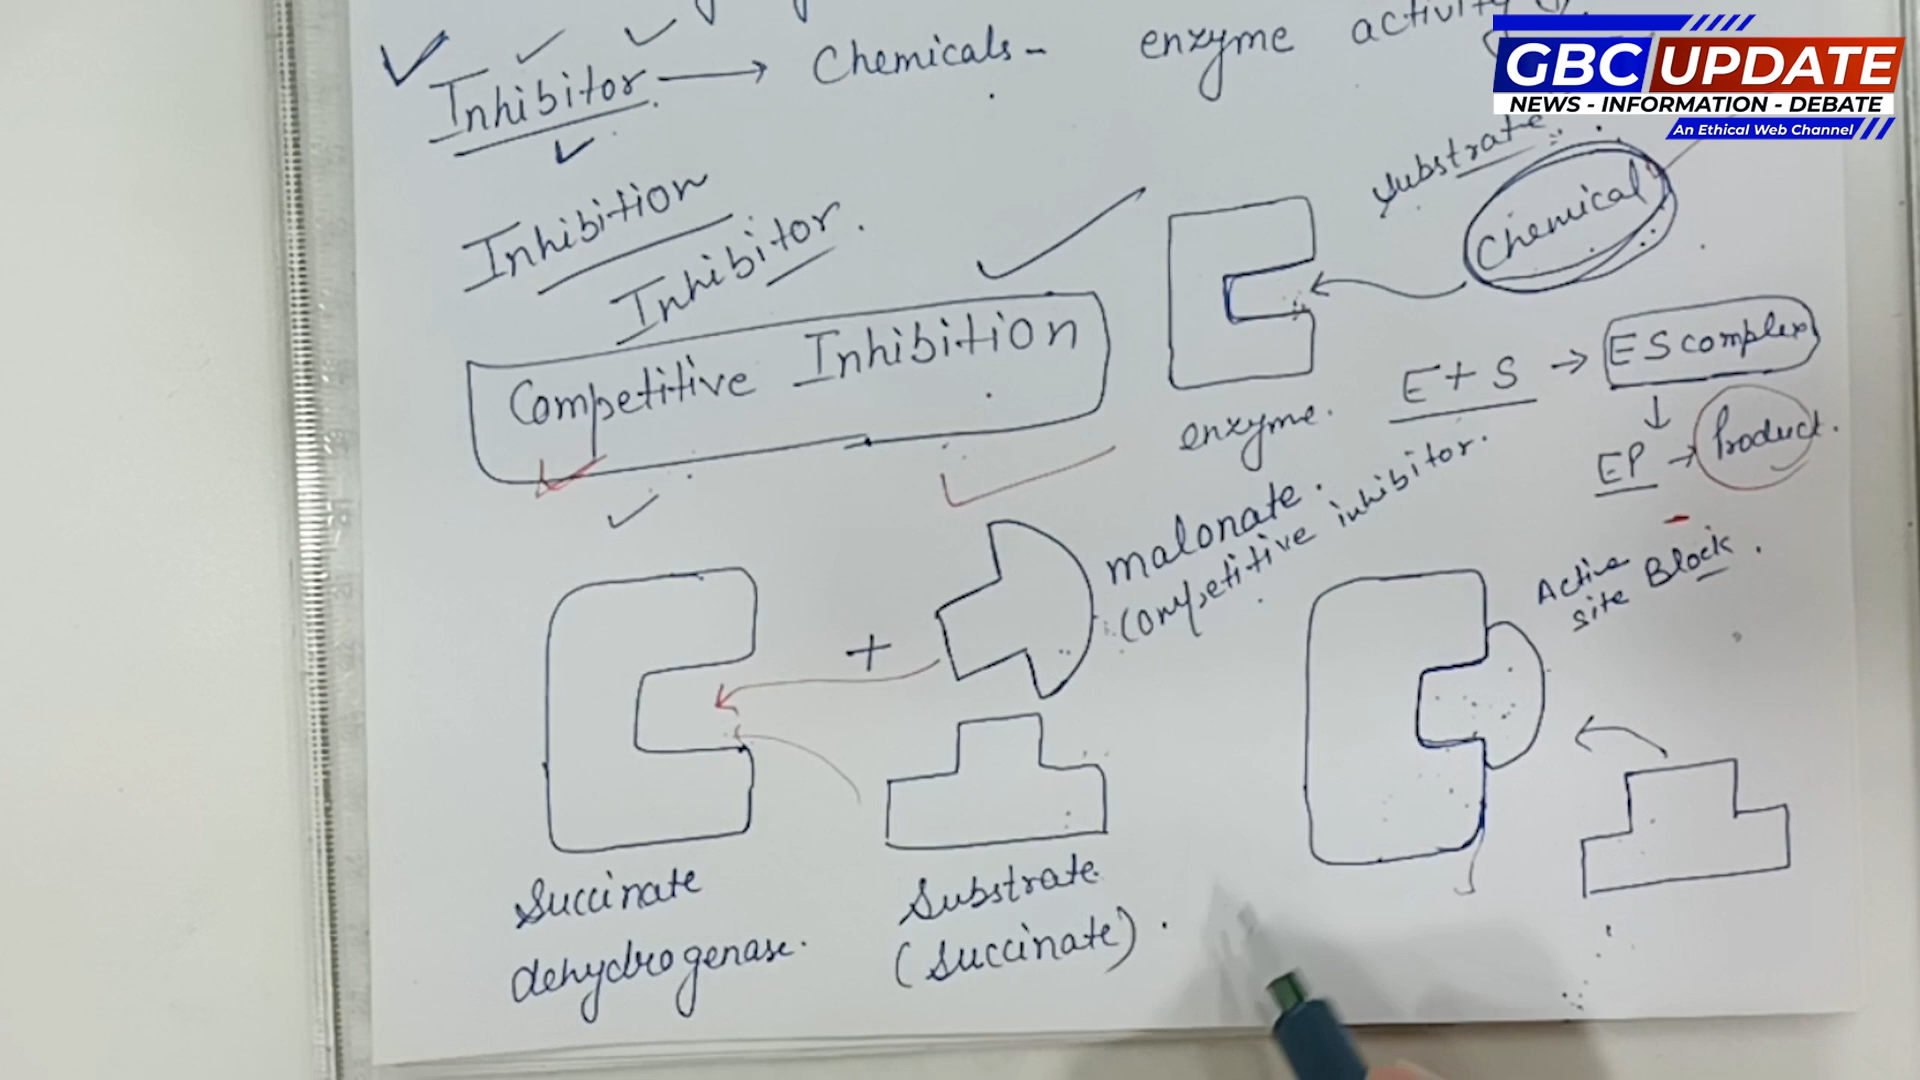 Inhibitor → Chemicals - enzyme activity
GBC UPDATE
NEWS - INFORMATION - DEBATE
An Ethical Web Channel
Substrate
Chemical
Inhibition
Inhibitor.
Competitive Inhibition
enzyme.
E + S → ES complex
↓
EP → Product.
malonate.
Competitive inhibitor.
Active
site Block.
+
Succinate
dehydrogenase.
Substrate
(Succinate).